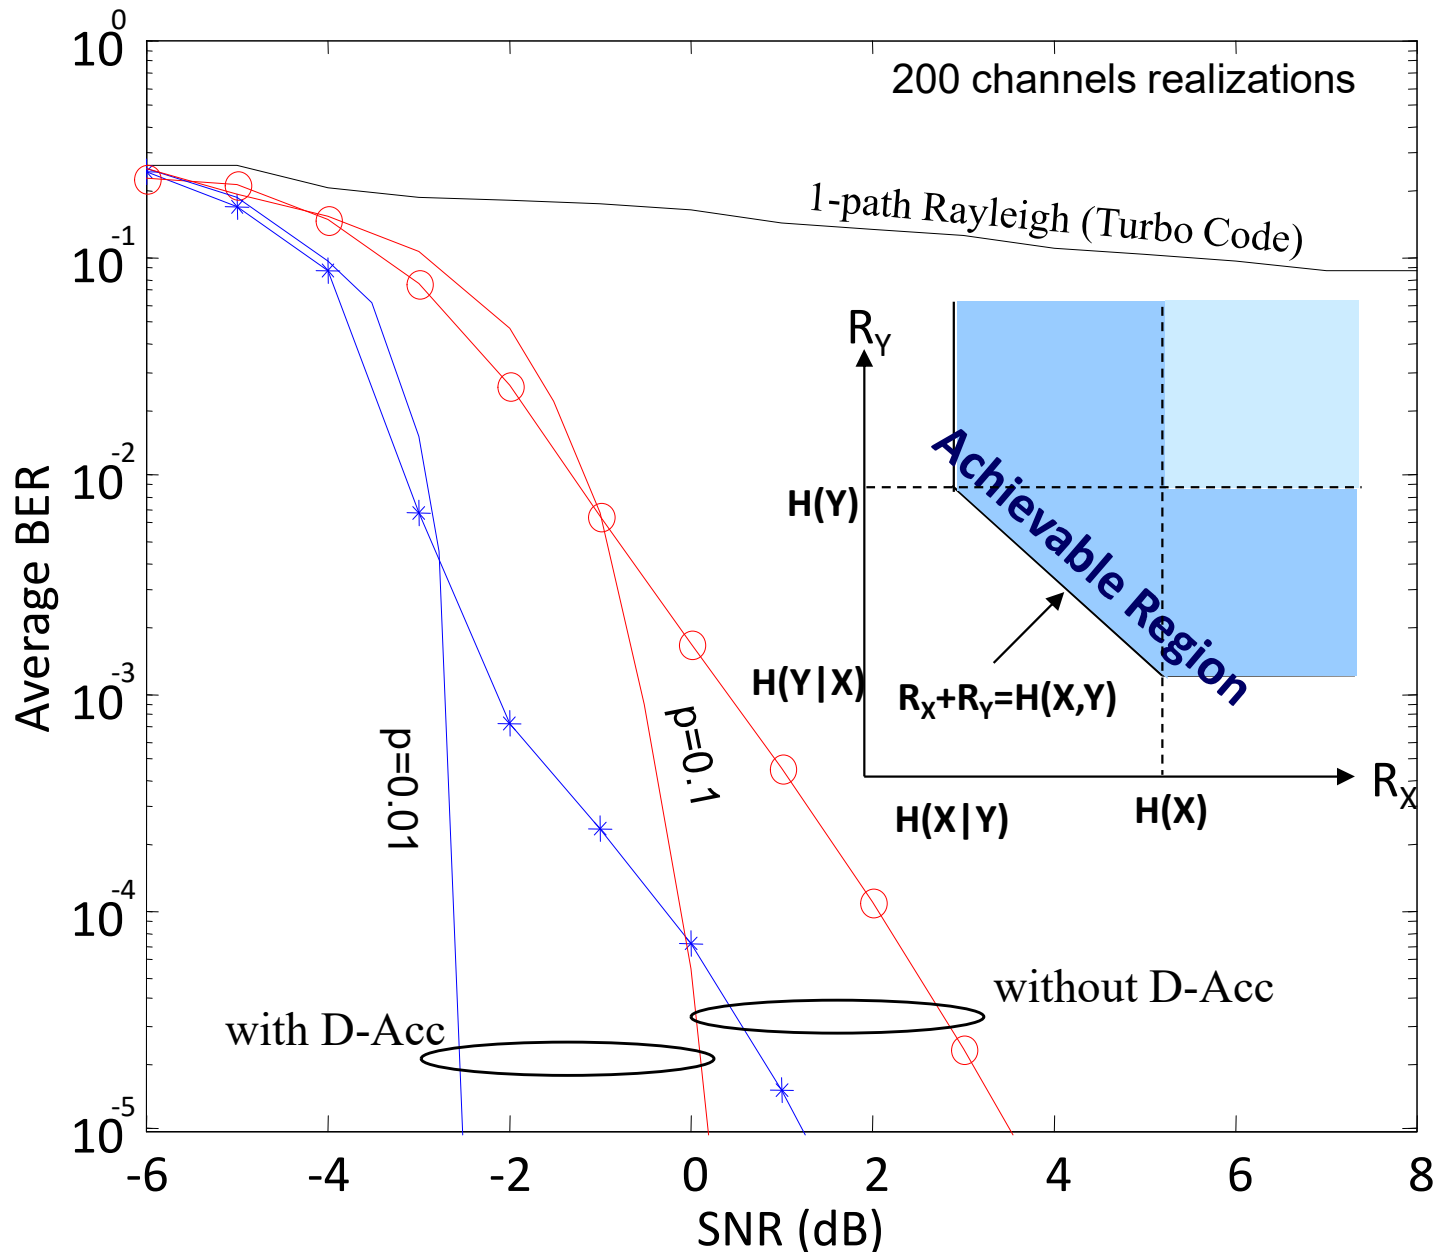 10^0
200 channels realizations
1-path Rayleigh (Turbo Code)
10^-1
R_Y
Achievable Region
10^-2
H(Y)
Average BER
H(Y|X)
R_X+R_Y=H(X,Y)
10^-3
p=0.01
p=0.1
R_X
H(X|Y)
H(X)
10^-4
without D-Acc
with D-Acc
10^-5
-6 -4 -2 0 2 4 6 8
SNR (dB)